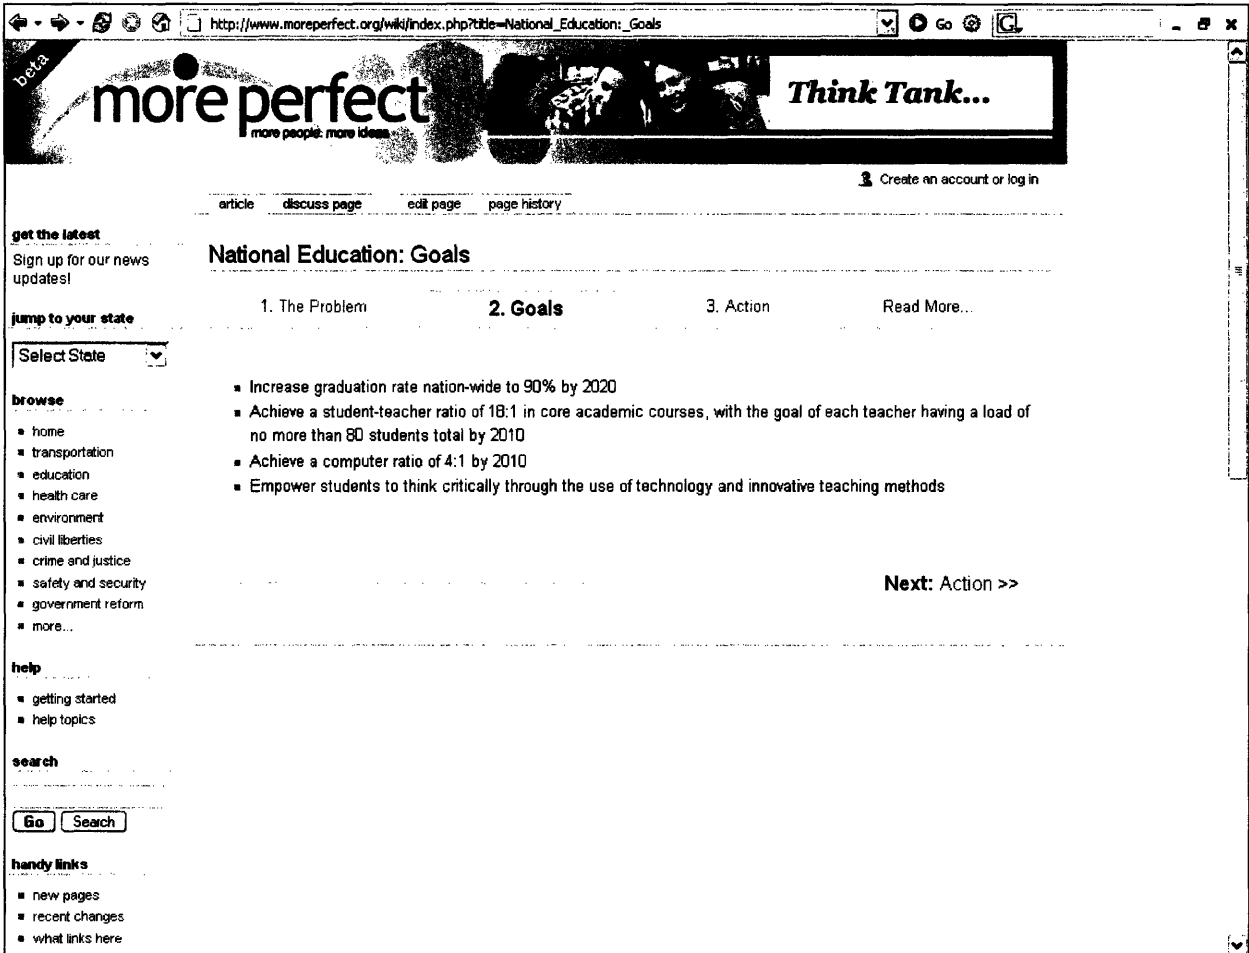 http://www.moreperfect.org/wiki/index.php?title=National_Education:_Goals
Go
G
beta
more perfect
more people: more ideas
Think Tank...
Create an account or log in
article discuss page edit page page history
get the latest
Sign up for our news
updates!
jump to your state
Select State
browse
home
transportation
education
health care
environment
civil liberties
crime and justice
safety and security
government reform
more...
help
getting started
help topics
search
Go Search
handy links
new pages
recent changes
what links here
National Education: Goals
1. The Problem 2. Goals 3. Action Read More...
Increase graduation rate nation-wide to 90% by 2020
Achieve a student-teacher ratio of 18:1 in core academic courses, with the goal of each teacher having a load of
no more than 80 students total by 2010
Achieve a computer ratio of 4:1 by 2010
Empower students to think critically through the use of technology and innovative teaching methods
Next: Action >>